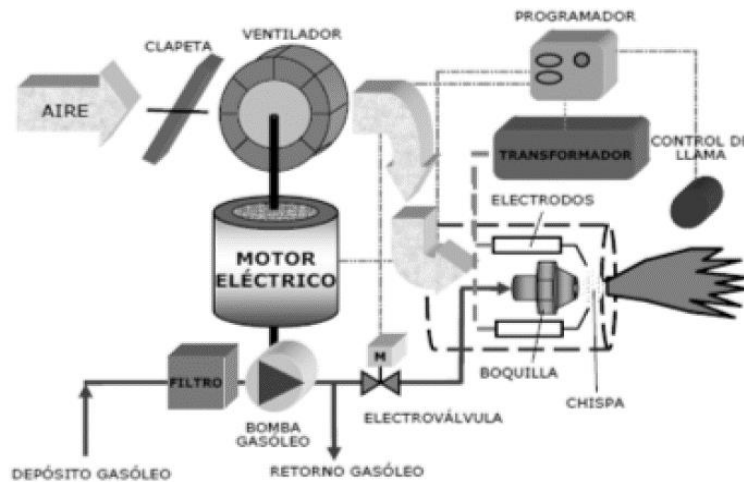 PROGRAMADOR
VENTILADOR
CLAPETA
AIRE
TRANSFORMADOR
CONTROL DE
LLAMA
ELECTRODOS
MOTOR
ELÉCTRICO
M
FILTRO
BOQUILLA
CHISPA
ELECTROVÁLVULA
BOMBA
GASÓLEO
DEPÓSITO GASÓLEO
RETORNO GASÓLEO